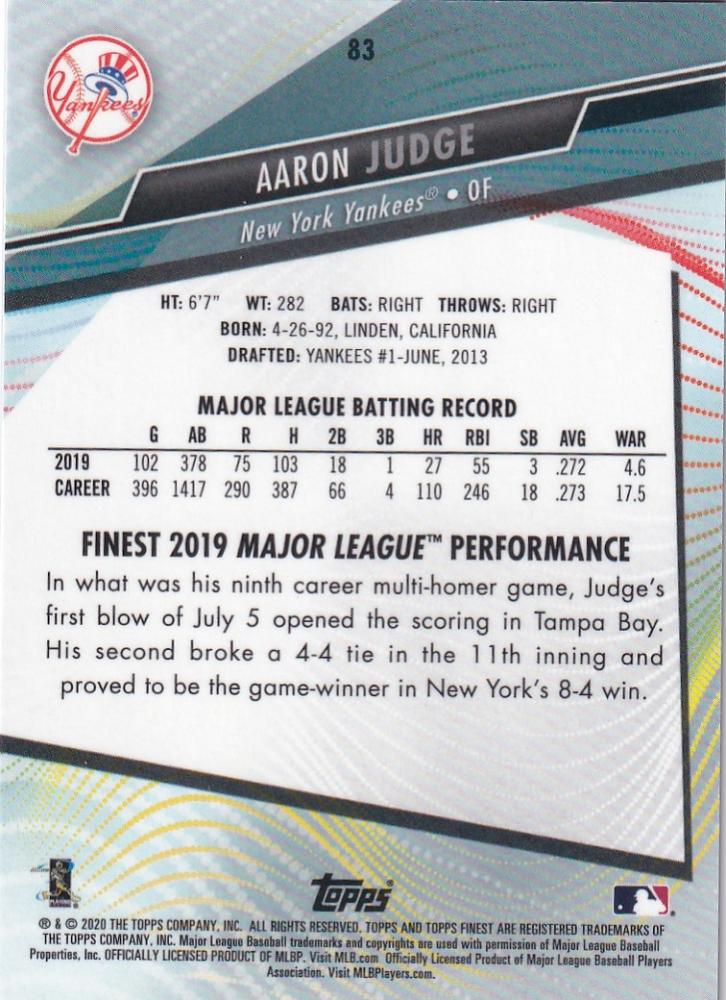 83
Yankees
AARON JUDGE
New York Yankees® • OF
HT: 6'7" WT: 282 BATS: RIGHT THROWS: RIGHT
BORN: 4-26-92, LINDEN, CALIFORNIA
DRAFTED: YANKEES #1-JUNE, 2013
MAJOR LEAGUE BATTING RECORD
G AB R H 2B 3B HR RBI SB AVG WAR
2019 102 378 75 103 18 1 27 55 3 .272 4.6
CAREER 396 1417 290 387 66 4 110 246 18 .273 17.5
FINEST 2019 MAJOR LEAGUE™ PERFORMANCE
In what was his ninth career multi-homer game, Judge's
first blow of July 5 opened the scoring in Tampa Bay.
His second broke a 4-4 tie in the 11th inning and
proved to be the game-winner in New York's 8-4 win.
TOPPS®
® & © 2020 THE TOPPS COMPANY, INC. ALL RIGHTS RESERVED. TOPPS AND TOPPS FINEST ARE REGISTERED TRADEMARKS OF
THE TOPPS COMPANY, INC. Major League Baseball trademarks and copyrights are used with permission of Major League Baseball
Properties, Inc. OFFICIALLY LICENSED PRODUCT OF MLBP. Visit MLB.com Officially Licensed Product of Major League Baseball Players
Association. Visit MLBPlayers.com.